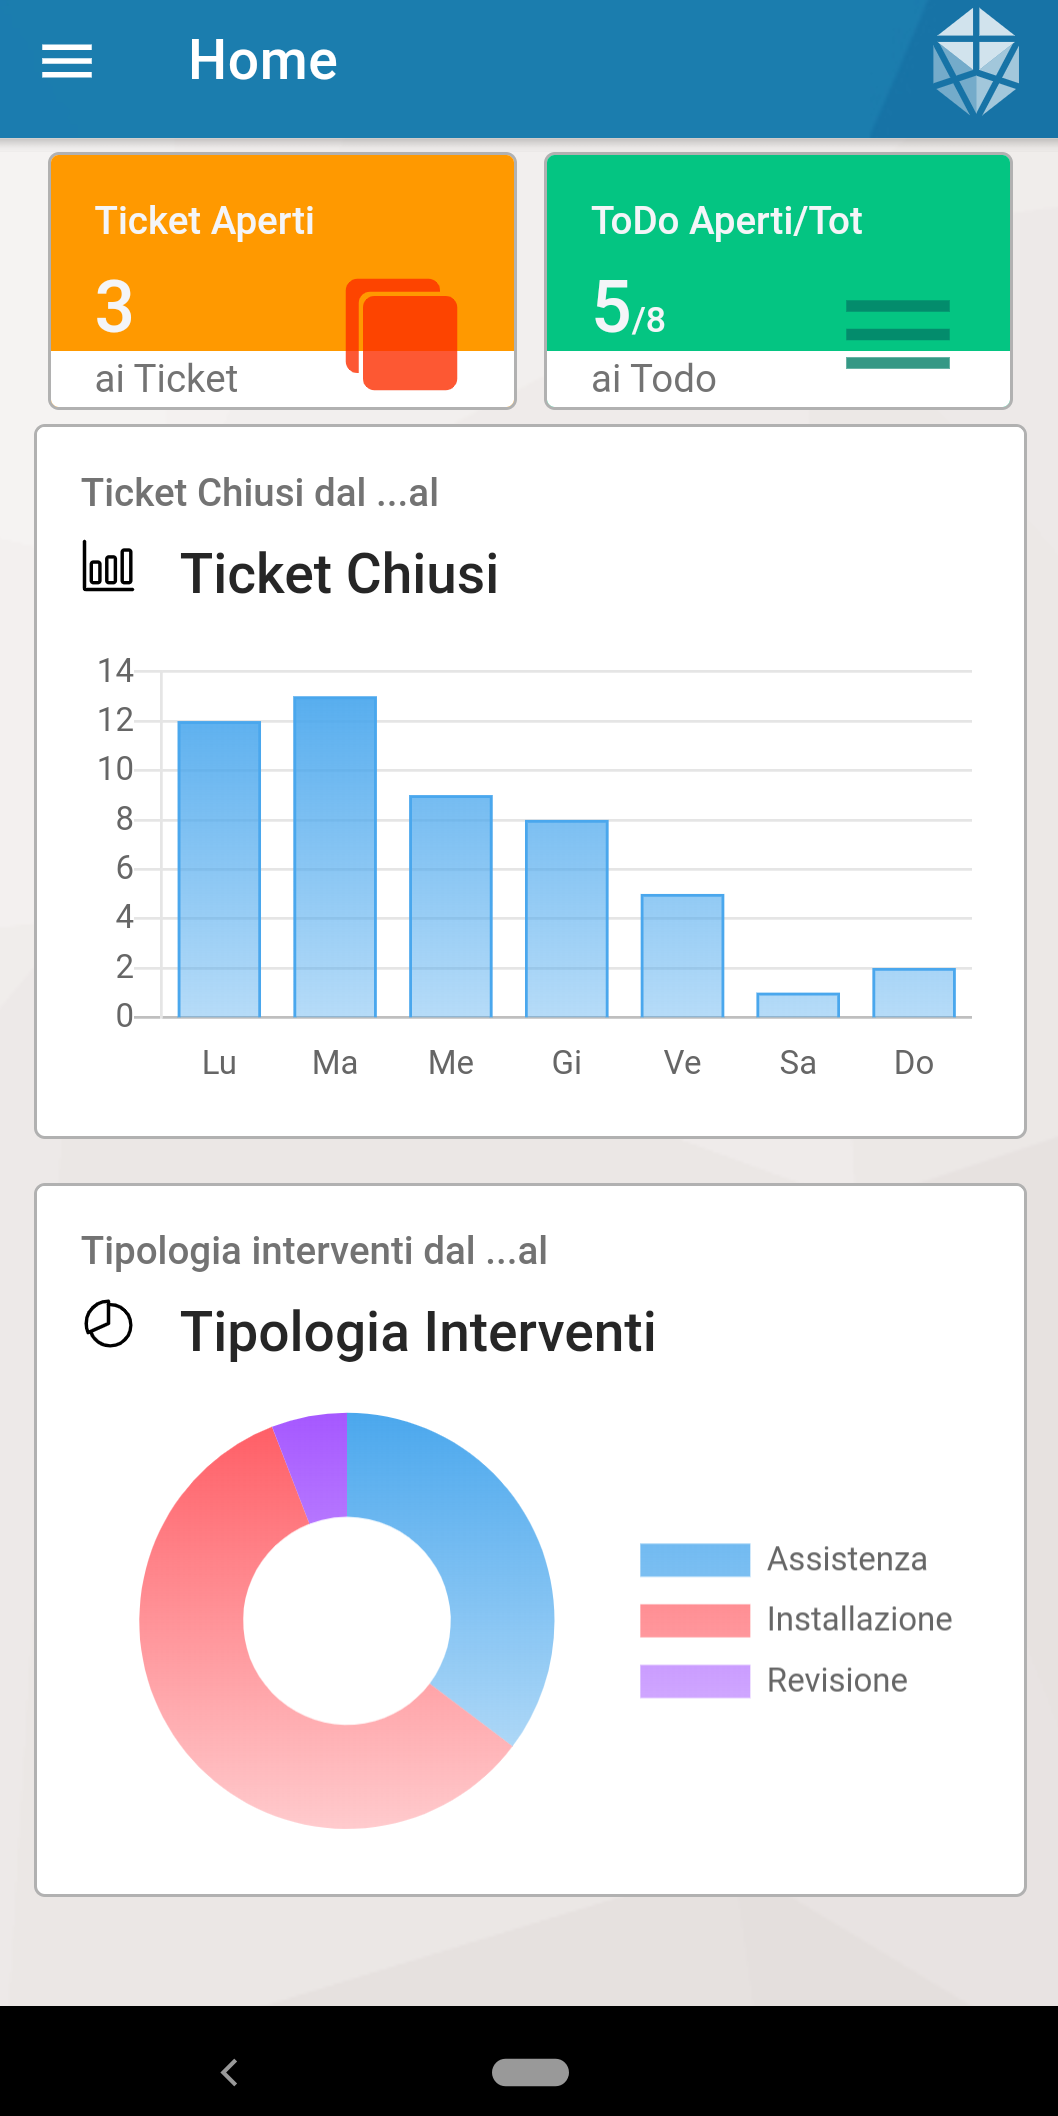 Home
Ticket Aperti
3
ai Ticket
ToDo Aperti/Tot
5/8
ai Todo
Ticket Chiusi dal ...al
Ticket Chiusi
14
12
10
8
6
4
2
0
Lu Ma Me Gi Ve Sa Do
Tipologia interventi dal ...al
Tipologia Interventi
Assistenza
Installazione
Revisione